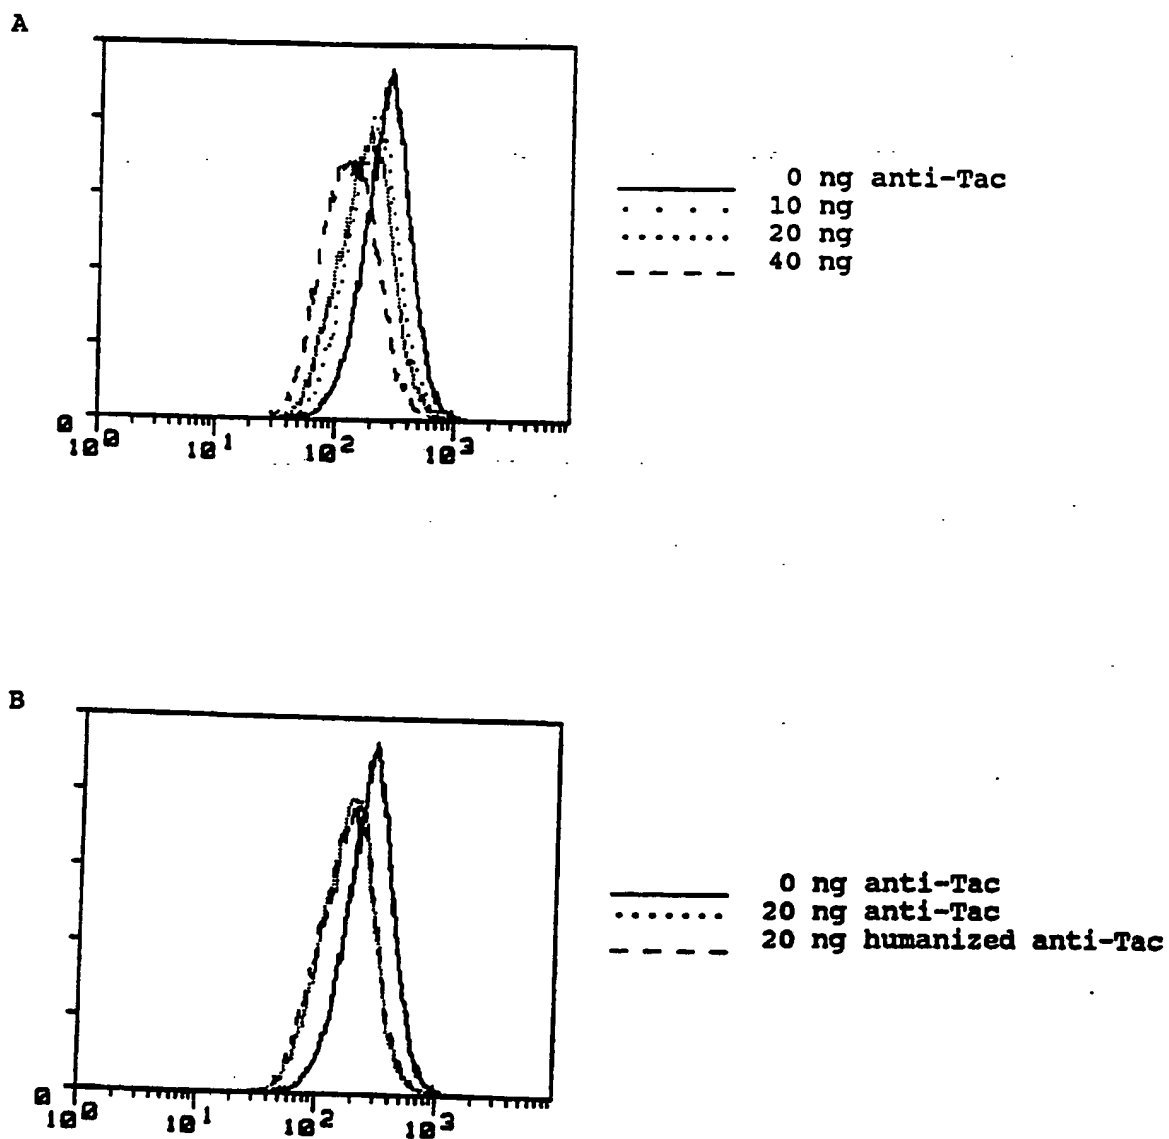 A
0 ng anti-Tac
10 ng
20 ng
40 ng
0
10^0 10^1 10^2 10^3
B
0 ng anti-Tac
20 ng anti-Tac
20 ng humanized anti-Tac
0
10^0 10^1 10^2 10^3